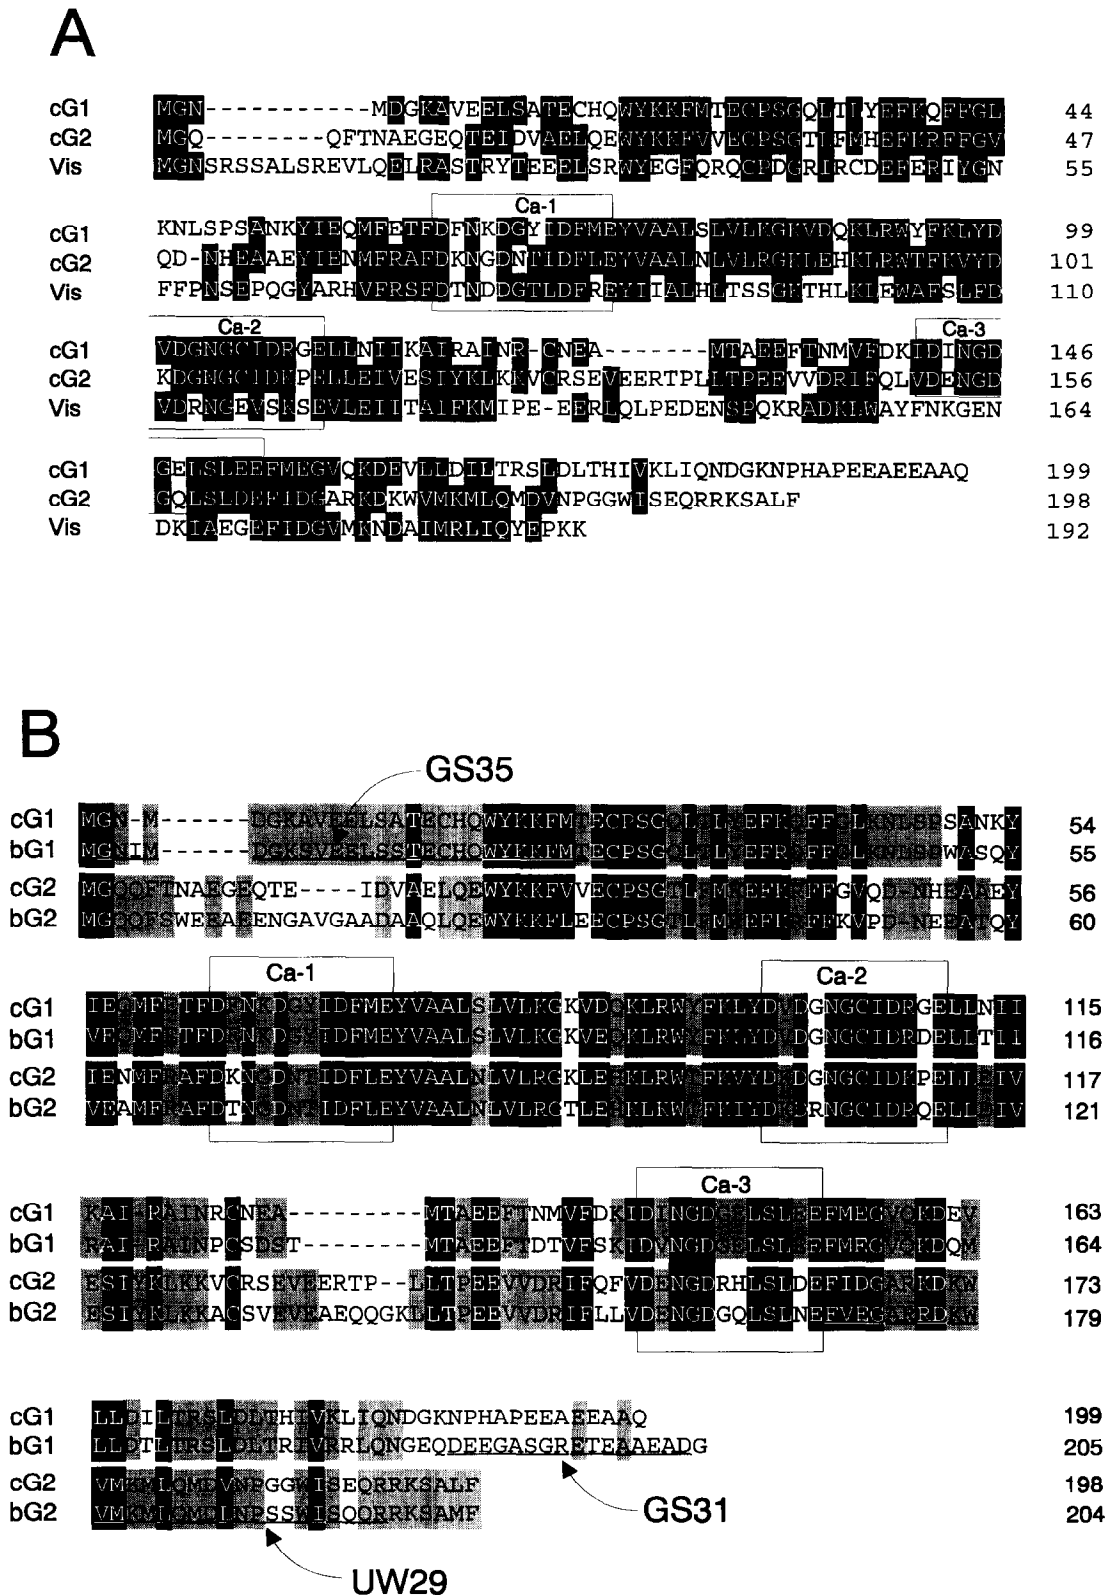 A
cG1 MGN-----------MDGKAVEELSATECHQWYKKFMTECPSGQLTLYEFKQFFGL 44
cG2 MGQ--------QFTNAEGEQTEIDVAELQEWYKKFVVECPSGTLFMHEFKRFFGV 47
Vis MGNSRSSALSREVLQELRASTRYTEEELSRWYEGFQRQCPDGRIRCDEFERIYGN 55
Ca-1
cG1 KNLSPSANKYIEQMFETFDFNKDGYIDFMEYVAALSLVLKGKVDQKLRWYFKLYD 99
cG2 QD-NHEAAEYIENMFRAFDKNGDNTIDFLEYVAALNLVLRGKLEHKLRWTFKVYD 101
Vis FFPNSEPQGYARHVFRSFDTNDDGTLDFREYIIALHLTSSGKTHLKLEWAFSLFD 110
Ca-2 Ca-3
cG1 VDGNGCIDRGELLNIIKAIRAINR-CNEA-------MTAEEFTNMVFDKIDINGD 146
cG2 KDGNGCIDKPELLEIVESIYKLKKVCRSEVEERTPLLTPEEVVDRIFQLVDENGD 156
Vis VDRNGEVSKSEVLEIITAIFKMIPE-EERLQLPEDENSPQKRADKLWAYFNKGEN 164
cG1 GELSLEEFMEGVQKDEVLLDILTRSLDLTHIVKLIQNDGKNPHAPEEAEEAAQ 199
cG2 GQLSLDEFIDGARKDKWVMKMLQMDVNPGGWISEQRRKSALF 198
Vis DKIAEGEFIDGVMKNDAIMRLIQYEPKK 192
B
GS35
cG1 MGN-M------DGKAVEELSATECHQWYKKFMTECPSGQLTLYEFKQFFGLKNLSPSANKY 54
bG1 MGNIM------DGKSVEELSSTECHQWYKKFMTECPSGQLTLYEFRQFFGLKNLSPWASQY 55
cG2 MGQQFTNAEGEQTE----IDVAELQEWYKKFVVECPSGTLFMHEFKRFFGVQD-NHEAAEY 56
bG2 MGQQFSWEEAEENGAVGAADAAQLQEWYKKFLEECPSGTLFMHEFKRFFKVPD-NEEATQY 60
Ca-1 Ca-2
cG1 IEQMFETFDFNKDGYIDFMEYVAALSLVLKGKVDQKLRWYFKLYDVDGNGCIDRGELLNII 115
bG1 VEQMFETFDFNKDGYIDFMEYVAALSLVLKGKVEQKLRWYFKLYDVDGNGCIDRDELLTII 116
cG2 IENMFRAFDKNGDNTIDFLEYVAALNLVLRGKLEHKLRWTFKVYDKDGNGCIDKPELLEIV 117
bG2 VEAMFRAFDTNGDNTIDFLEYVAALNLVLRGTLEHKLKWTFKIYDKDRNGCIDRQELLDIV 121
Ca-3
cG1 KAIRAINRCNEA---------MTAEEFTNMVFDKIDINGDGELSLEEFMEGVQKDEV 163
bG1 RAIRAINPCSDST--------MTAEEFTDTVFSKIDVNGDGELSLEEFMEGVQKDQM 164
cG2 ESIYKLKKVCRSEVEERTP--LLTPEEVVDRIFQFVDENGDRHLSLDEFIDGARKDKW 173
bG2 ESIYKLKKACSVEVEAEQQGKLLTPEEVVDRIFLLVDENGDGQLSLNEFVEGARRDKW 179
cG1 LLDILTRSLDLTHIVKLIQNDGKNPHAPEEAEEAAQ 199
bG1 LLDTLTRSLDLTRIVRRLQNGEQDEEGASGRETEAAEADG 205
cG2 VMKMLQMDVNPGGWISEQRRKSALF 198
bG2 VMKMLQMDLNPSSWISQQRRKSAMF 204
GS31
UW29